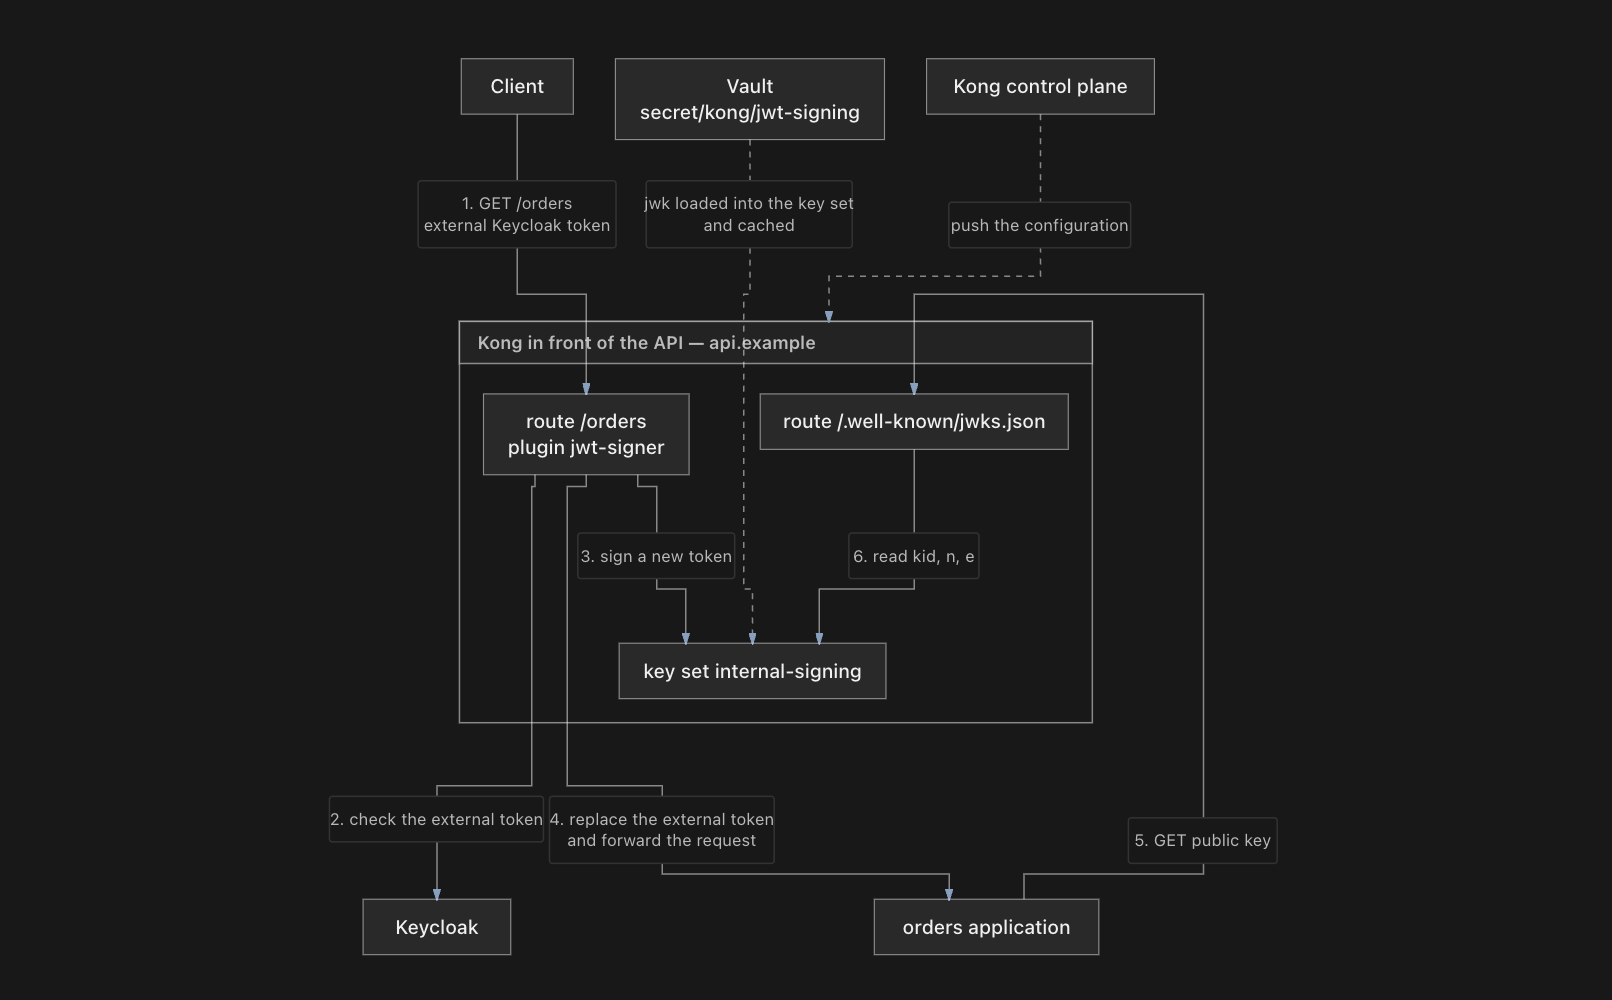 Client
Vault
secret/kong/jwt-signing
Kong control plane
1. GET /orders
external Keycloak token
jwk loaded into the key set
and cached
push the configuration
Kong in front of the API — api.example
route /orders
plugin jwt-signer
route /.well-known/jwks.json
3. sign a new token
6. read kid, n, e
key set internal-signing
2. check the external token
4. replace the external token
and forward the request
5. GET public key
Keycloak
orders application